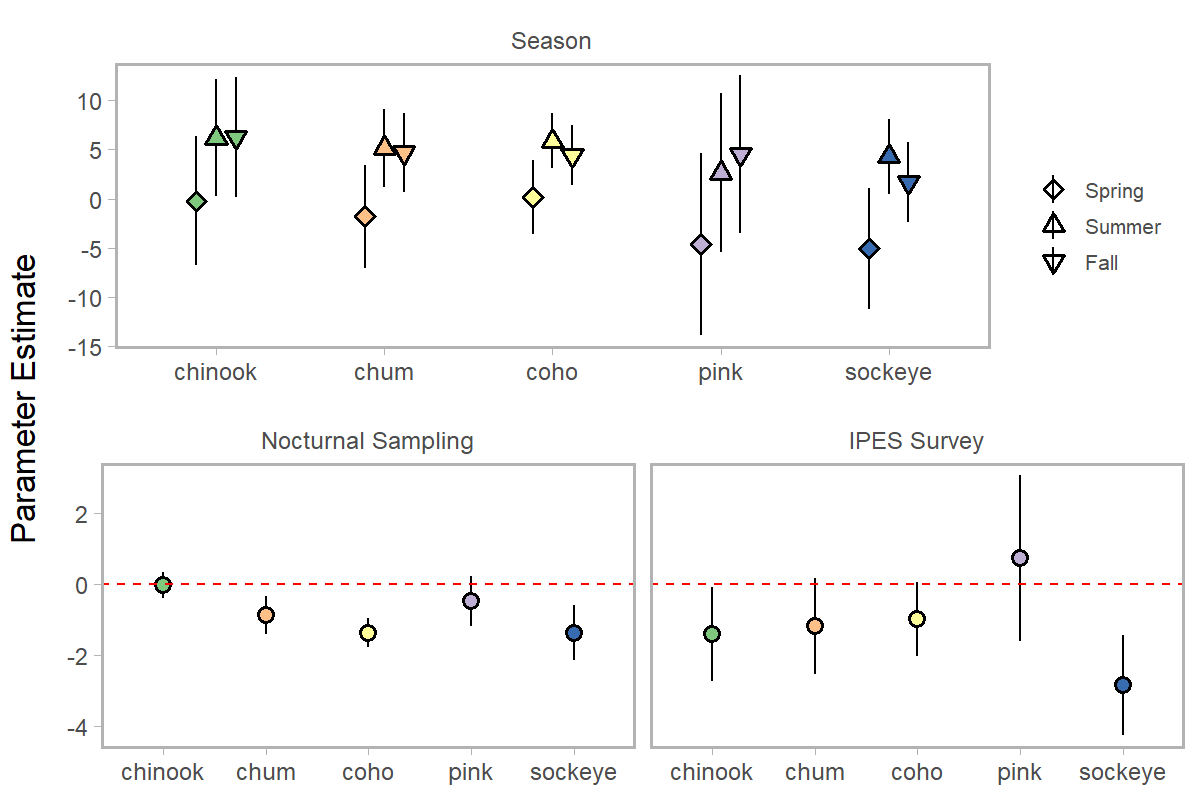 Season
10
5
0
-5
-10
-15
chinook chum coho pink sockeye
Spring
Summer
Fall
Parameter Estimate
Nocturnal Sampling IPES Survey
2
0
-2
-4
chinook chum coho pink sockeye chinook chum coho pink sockeye